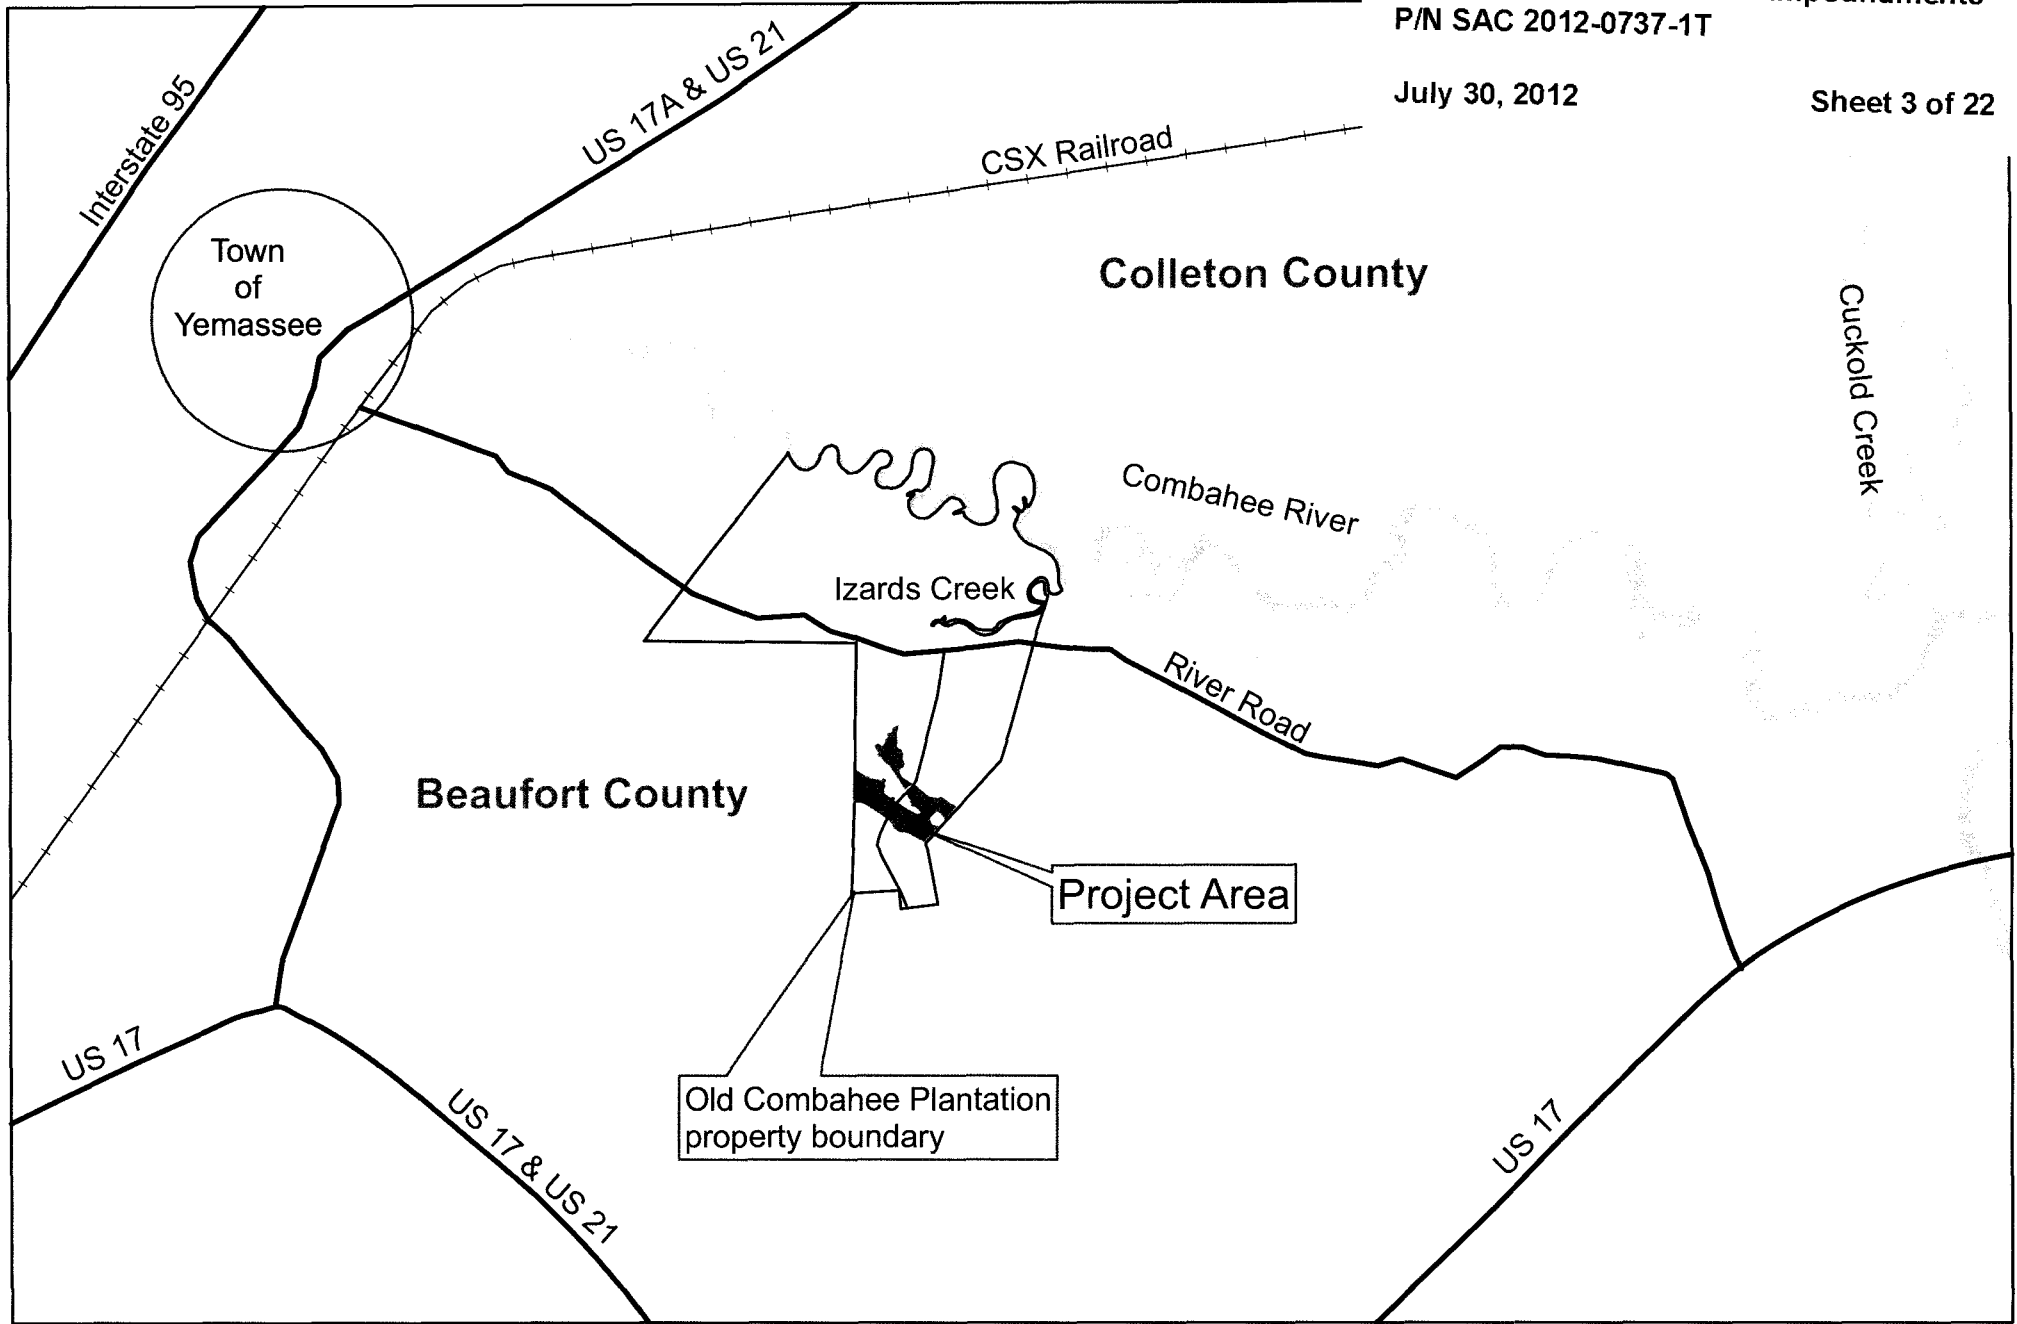 Impoundments
P/N SAC 2012-0737-1T
July 30, 2012
Sheet 3 of 22
Interstate 95
US 17A & US 21
CSX Railroad
Town
of
Yemassee
Colleton County
Cuckold Creek
Combahee River
Izards Creek
River Road
Beaufort County
Project Area
US 17
Old Combahee Plantation
property boundary
US 17 & US 21
US 17